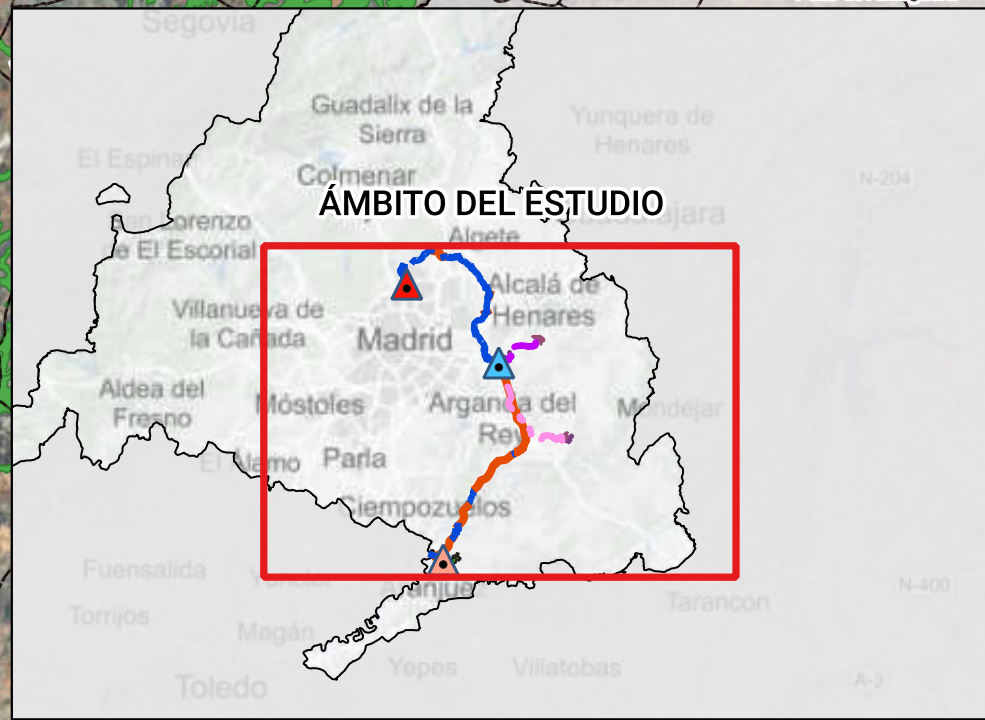 Segovia
Guadalix de la
Sierra
Yunquera de
Henares
El Espinar
Colmenar
N-204
ÁMBITO DEL ESTUDIO
San Lorenzo
de El Escorial
Algete
Alcalá de
Henares
Villanueva de
la Cañada
Madrid
Aldea del
Fresno
Móstoles
Arganda del
Rey
Mondéjar
El Álamo
Parla
Ciempozuelos
Fuensalida
Yuncler
Aranjuez
N-400
Torrijos
Tarancón
Magán
Yepes
Villatobas
Toledo
A-3